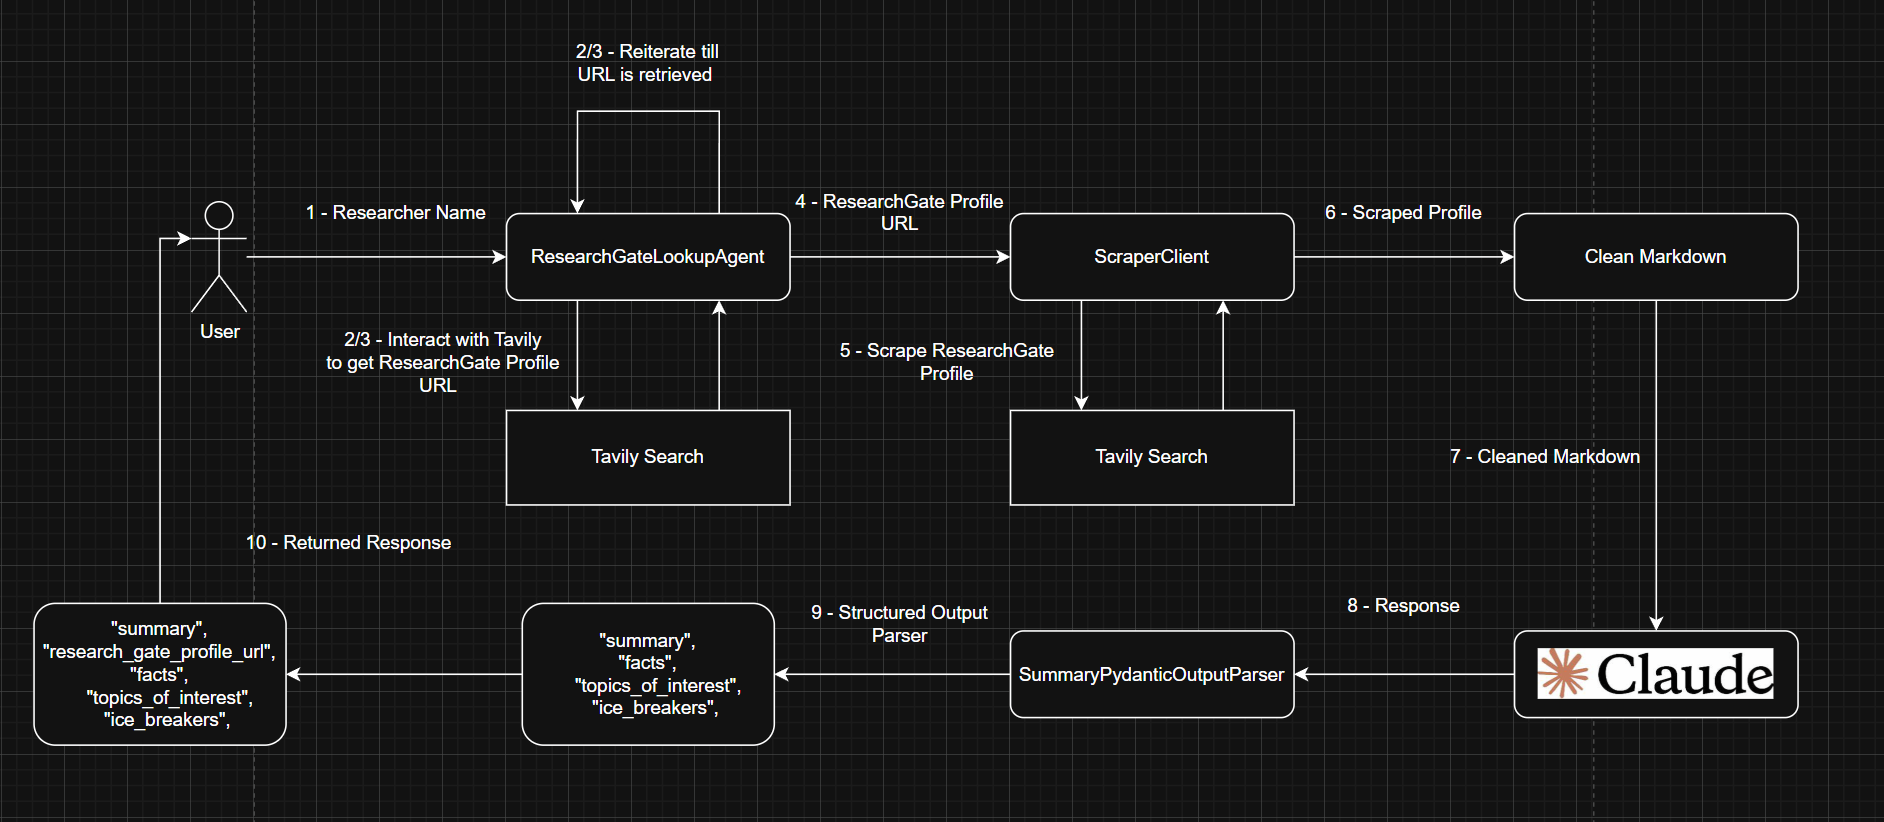 2/3 - Reiterate till
URL is retrieved
1 - Researcher Name
4 - ResearchGate Profile
URL
6 - Scraped Profile
ResearchGateLookupAgent
ScraperClient
Clean Markdown
User
2/3 - Interact with Tavily
to get ResearchGate Profile
URL
5 - Scrape ResearchGate
Profile
Tavily Search
Tavily Search
7 - Cleaned Markdown
10 - Returned Response
"summary",
"research_gate_profile_url",
"facts",
"topics_of_interest",
"ice_breakers",
"summary",
"facts",
"topics_of_interest",
"ice_breakers",
9 - Structured Output
Parser
SummaryPydanticOutputParser
8 - Response
Claude